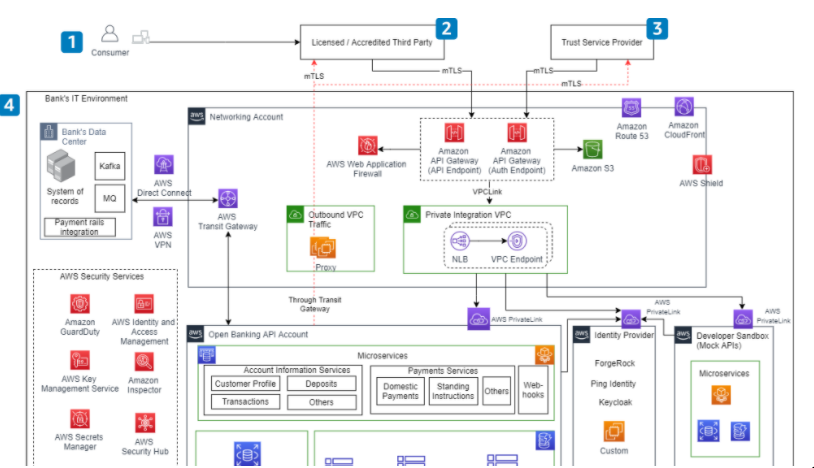 1
Consumer
Licensed / Accredited Third Party
2
Trust Service Provider
3
mTLS
mTLS
mTLS
mTLS
4
Bank's IT Environment
aws
Networking Account
Bank's Data
Center
Kafka
System of
records
MQ
Payment rails
integration
AWS
Direct Connect
AWS
VPN
AWS
Transit Gateway
AWS Web Application
Firewall
Amazon
API Gateway
(API Endpoint)
Amazon
API Gateway
(Auth Endpoint)
Amazon S3
Amazon
Route 53
Amazon
CloudFront
AWS Shield
VPCLink
Outbound VPC
Traffic
Proxy
Private Integration VPC
NLB
VPC Endpoint
AWS Security Services
Amazon
GuardDuty
AWS Identity and
Access
Management
AWS Key
Management Service
Amazon
Inspector
AWS Secrets
Manager
AWS
Security Hub
Through Transit
Gateway
AWS PrivateLink
AWS
PrivateLink
AWS
PrivateLink
aws
Open Banking API Account
Microservices
Account Information Services
Customer Profile
Deposits
Transactions
Others
Payments Services
Domestic
Payments
Standing
Instructions
Others
Web-
hooks
aws
Identity Provider
ForgeRock
Ping Identity
Keycloak
Custom
aws
Developer Sandbox
(Mock APIs)
Microservices